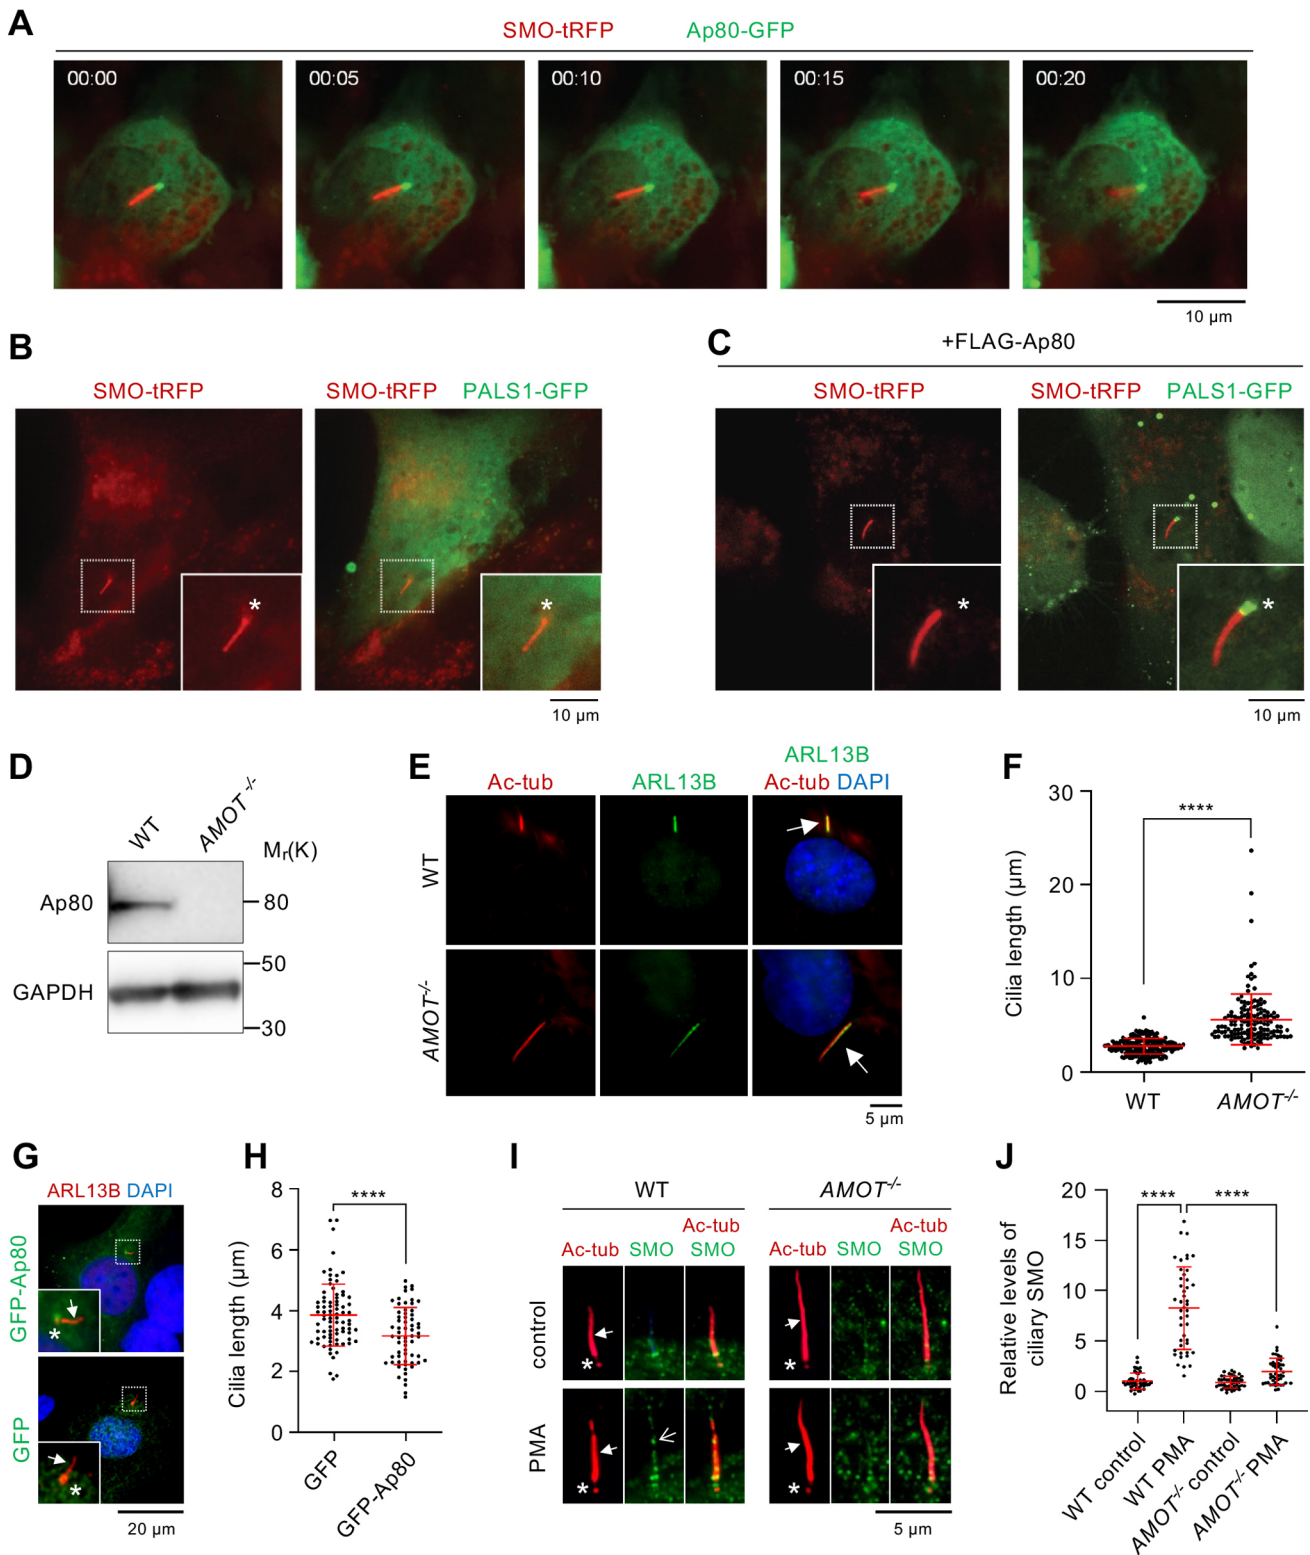 A
SMO-tRFP Ap80-GFP
00:00 00:05 00:10 00:15 00:20
10 µm
B
SMO-tRFP SMO-tRFP PALS1-GFP
* *
10 µm
C
+FLAG-Ap80
SMO-tRFP SMO-tRFP PALS1-GFP
* *
10 µm
D
WT AMOT-/-
Mr(K)
Ap80 80
50
GAPDH
30
E
ARL13B
Ac-tub ARL13B Ac-tub DAPI
WT
AMOT-/-
5 µm
F
Cilia length (µm)
30
****
20
10
0
WT AMOT-/-
G
ARL13B DAPI
GFP-Ap80
*
GFP
*
20 µm
H
Cilia length (µm)
8
****
6
4
2
0
GFP
GFP-Ap80
I
WT AMOT-/-
Ac-tub Ac-tub
Ac-tub SMO SMO Ac-tub SMO SMO
control
* *
PMA
* *
5 µm
J
Relative levels of
ciliary SMO
20
**** ****
15
10
5
0
WT control
WT PMA
AMOT-/- control
AMOT-/- PMA